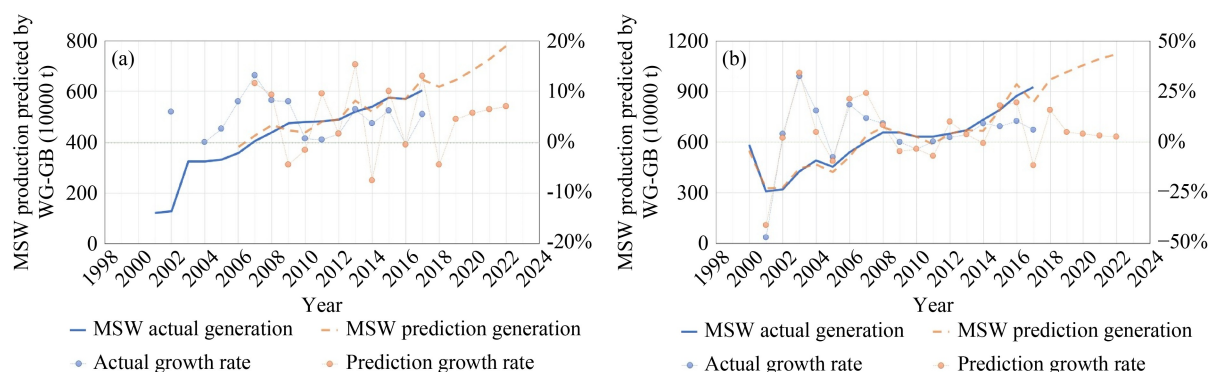 MSW production predicted by
WG-GB (10000 t)
(a)
800
600
400
200
0
20%
10%
0%
-10%
-20%
1998 2000 2002 2004 2006 2008 2010 2012 2014 2016 2018 2020 2022 2024
Year
MSW actual generation MSW prediction generation
Actual growth rate Prediction growth rate
MSW production predicted by
WG-GB (10000 t)
(b)
1200
900
600
300
0
50%
25%
0%
−25%
−50%
1998 2000 2002 2004 2006 2008 2010 2012 2014 2016 2018 2020 2022 2024
Year
MSW actual generation MSW prediction generation
Actual growth rate Prediction growth rate